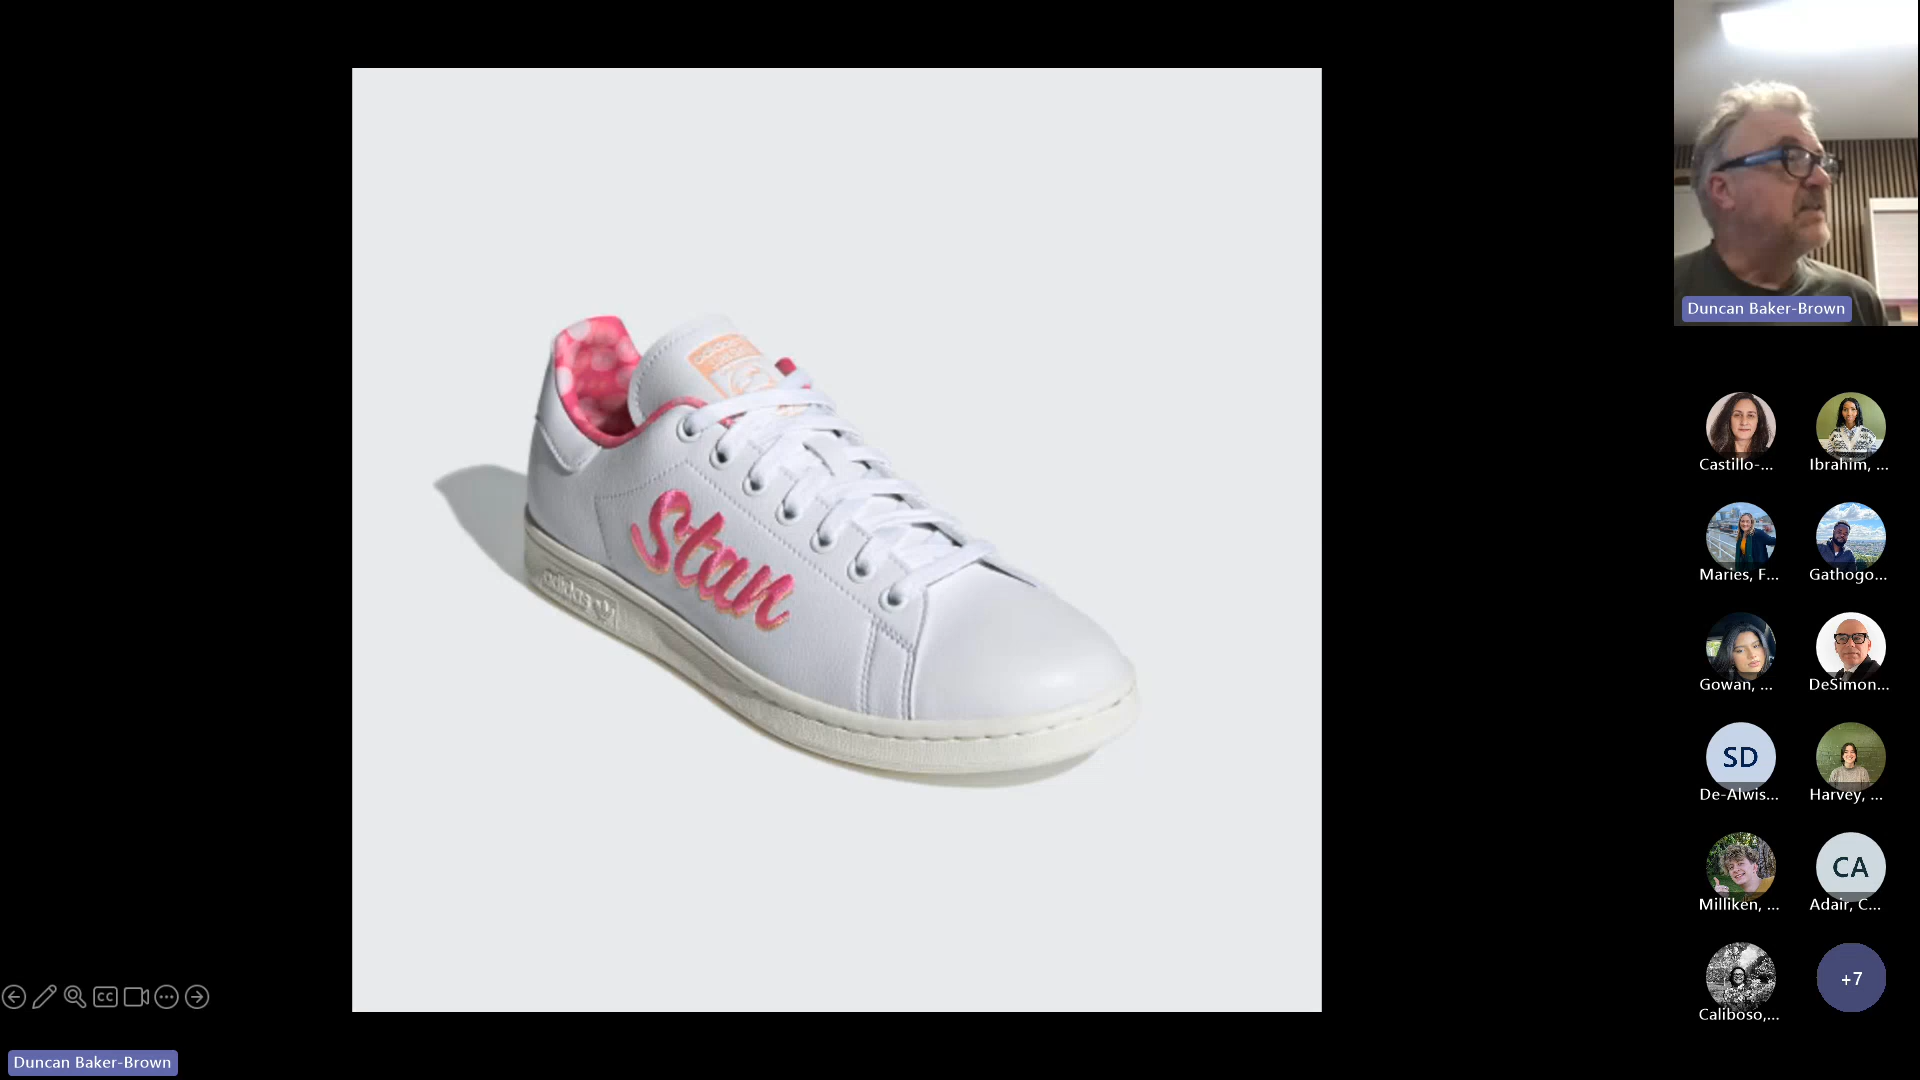 Stan
adidas
Duncan Baker-Brown
Castillo-...
Ibrahim, ...
Maries, F...
Gathogo...
Gowan, ...
DeSimon...
SD
De-Alwis...
Harvey, ...
Milliken, ...
CA
Adair, C...
Caliboso,...
+7
CC
Duncan Baker-Brown